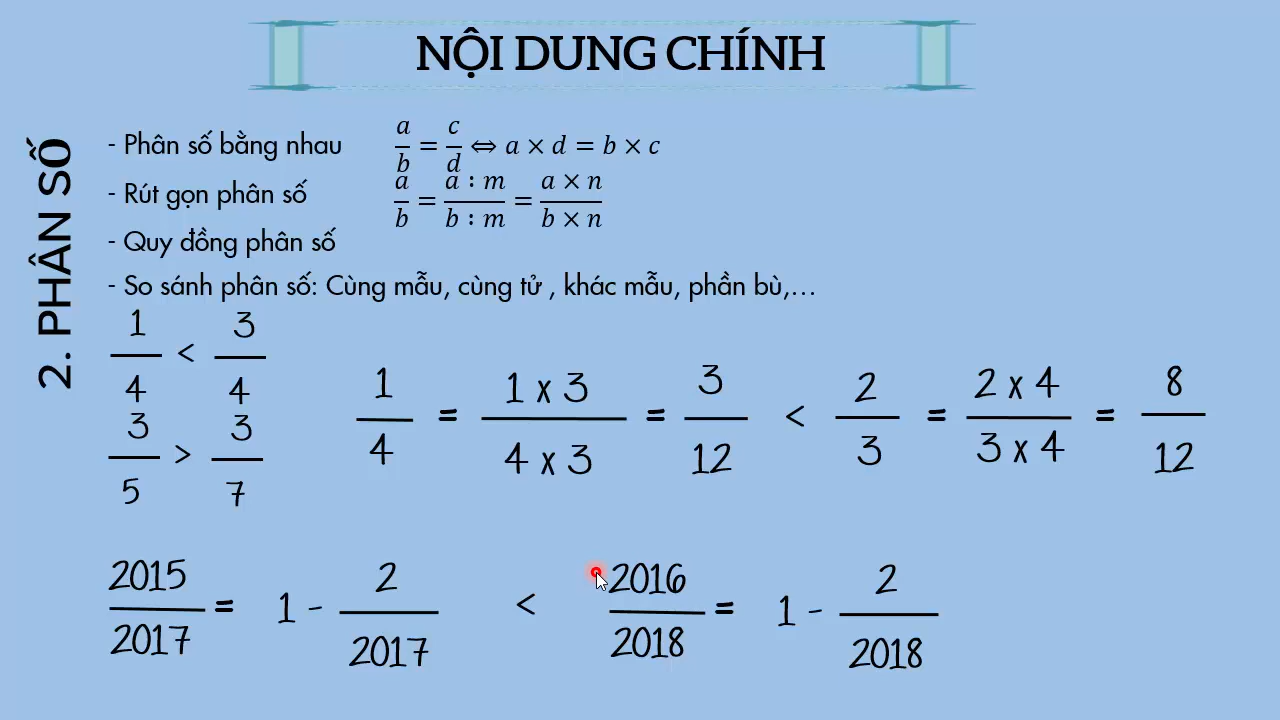 NỘI DUNG CHÍNH
2. PHÂN SỐ
- Phân số bằng nhau a/b = c/d ⇔ a × d = b × c
- Rút gọn phân số a/b = (a : m)/(b : m) = (a × n)/(b × n)
- Quy đồng phân số
- So sánh phân số: Cùng mẫu, cùng tử , khác mẫu, phần bù,...
1/4 < 3/4
3/5 > 3/7
1/4 = (1 x 3)/(4 x 3) = 3/12 < 2/3 = (2 x 4)/(3 x 4) = 8/12
2015/2017 = 1 - 2/2017 < 2016/2018 = 1 - 2/2018